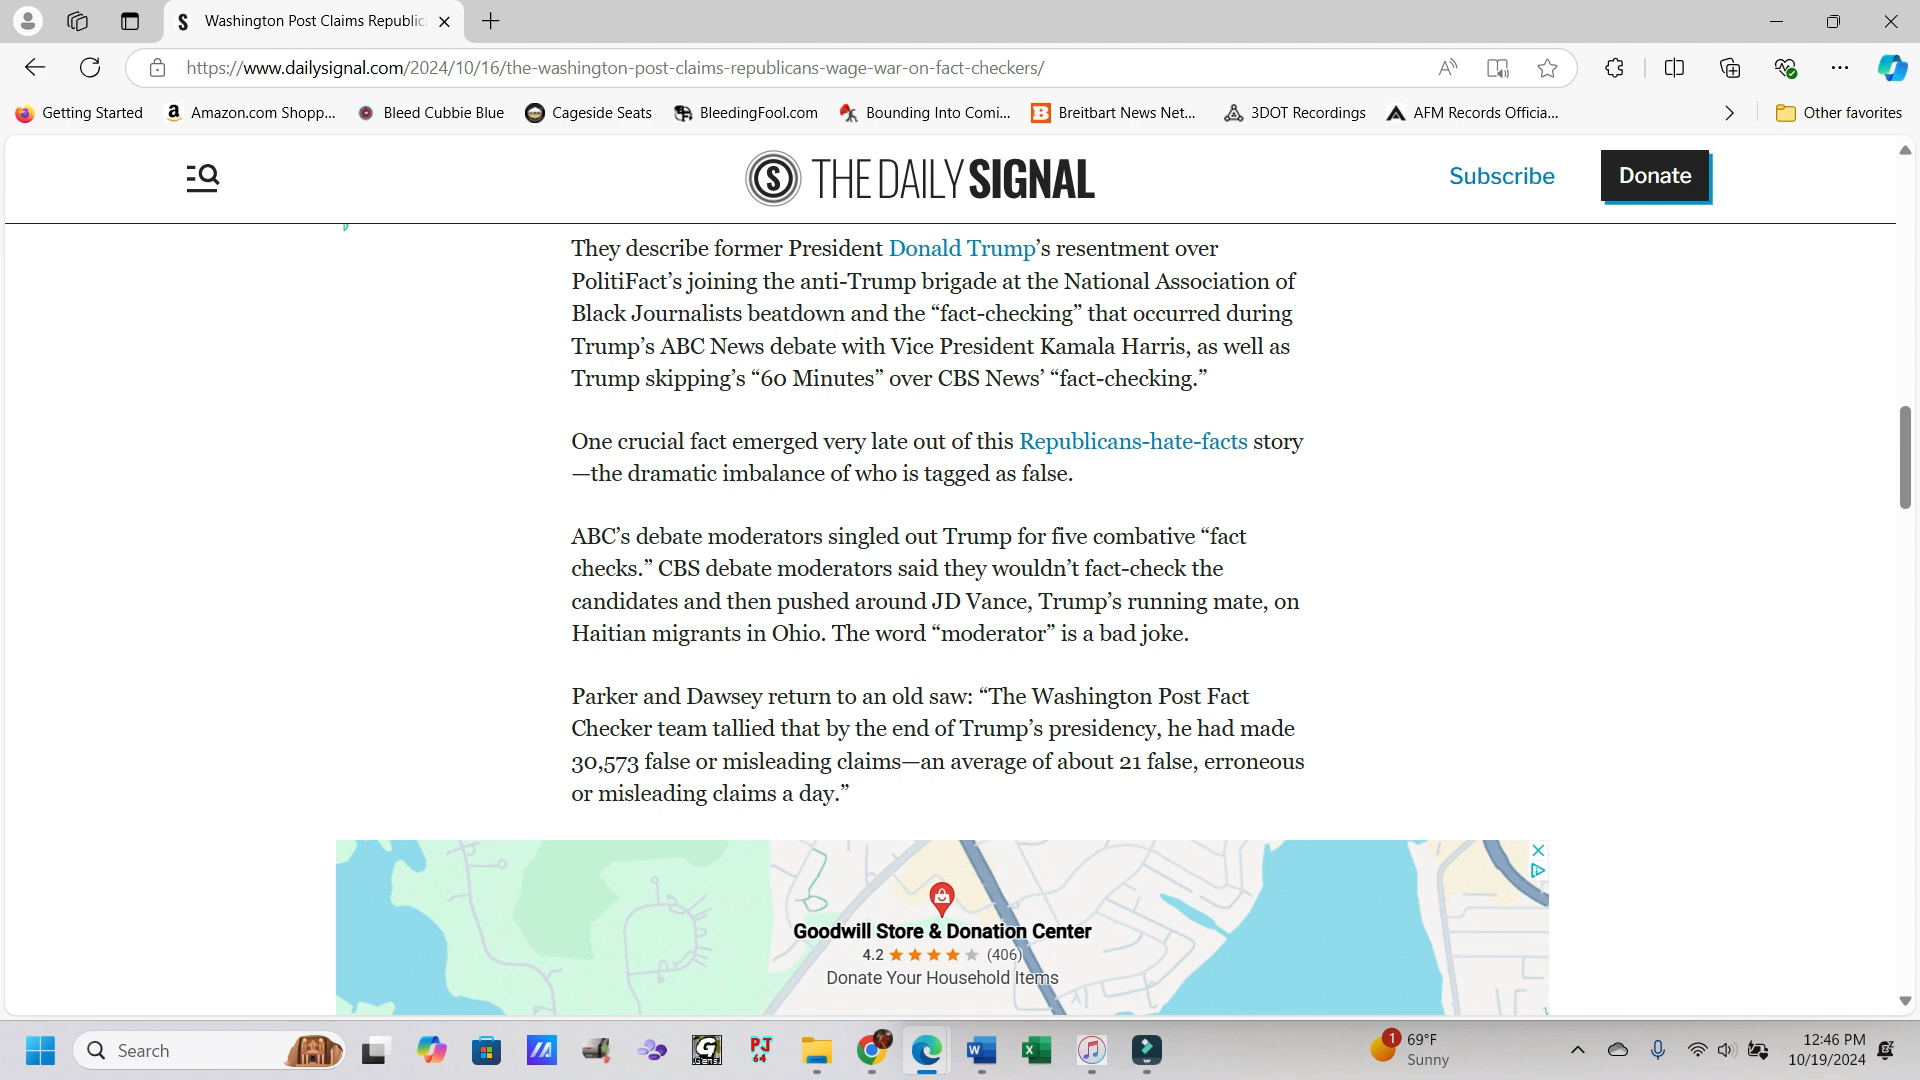 Washington Post Claims Republic
https://www.dailysignal.com/2024/10/16/the-washington-post-claims-republicans-wage-war-on-fact-checkers/
Getting Started
Amazon.com Shopp...
Bleed Cubbie Blue
Cageside Seats
BleedingFool.com
Bounding Into Comi...
Breitbart News Net...
3DOT Recordings
AFM Records Officia...
Other favorites
THE DAILY SIGNAL
Subscribe
Donate
They describe former President Donald Trump’s resentment over
PolitiFact’s joining the anti-Trump brigade at the National Association of
Black Journalists beatdown and the “fact-checking” that occurred during
Trump’s ABC News debate with Vice President Kamala Harris, as well as
Trump skipping’s “60 Minutes” over CBS News’ “fact-checking.”
One crucial fact emerged very late out of this Republicans-hate-facts story
—the dramatic imbalance of who is tagged as false.
ABC’s debate moderators singled out Trump for five combative “fact
checks.” CBS debate moderators said they wouldn’t fact-check the
candidates and then pushed around JD Vance, Trump’s running mate, on
Haitian migrants in Ohio. The word “moderator” is a bad joke.
Parker and Dawsey return to an old saw: “The Washington Post Fact
Checker team tallied that by the end of Trump’s presidency, he had made
30,573 false or misleading claims—an average of about 21 false, erroneous
or misleading claims a day.”
Goodwill Store & Donation Center
4.2 ★★★★★ (406)
Donate Your Household Items
Search
PJ
64
1
69°F
Sunny
12:46 PM
10/19/2024